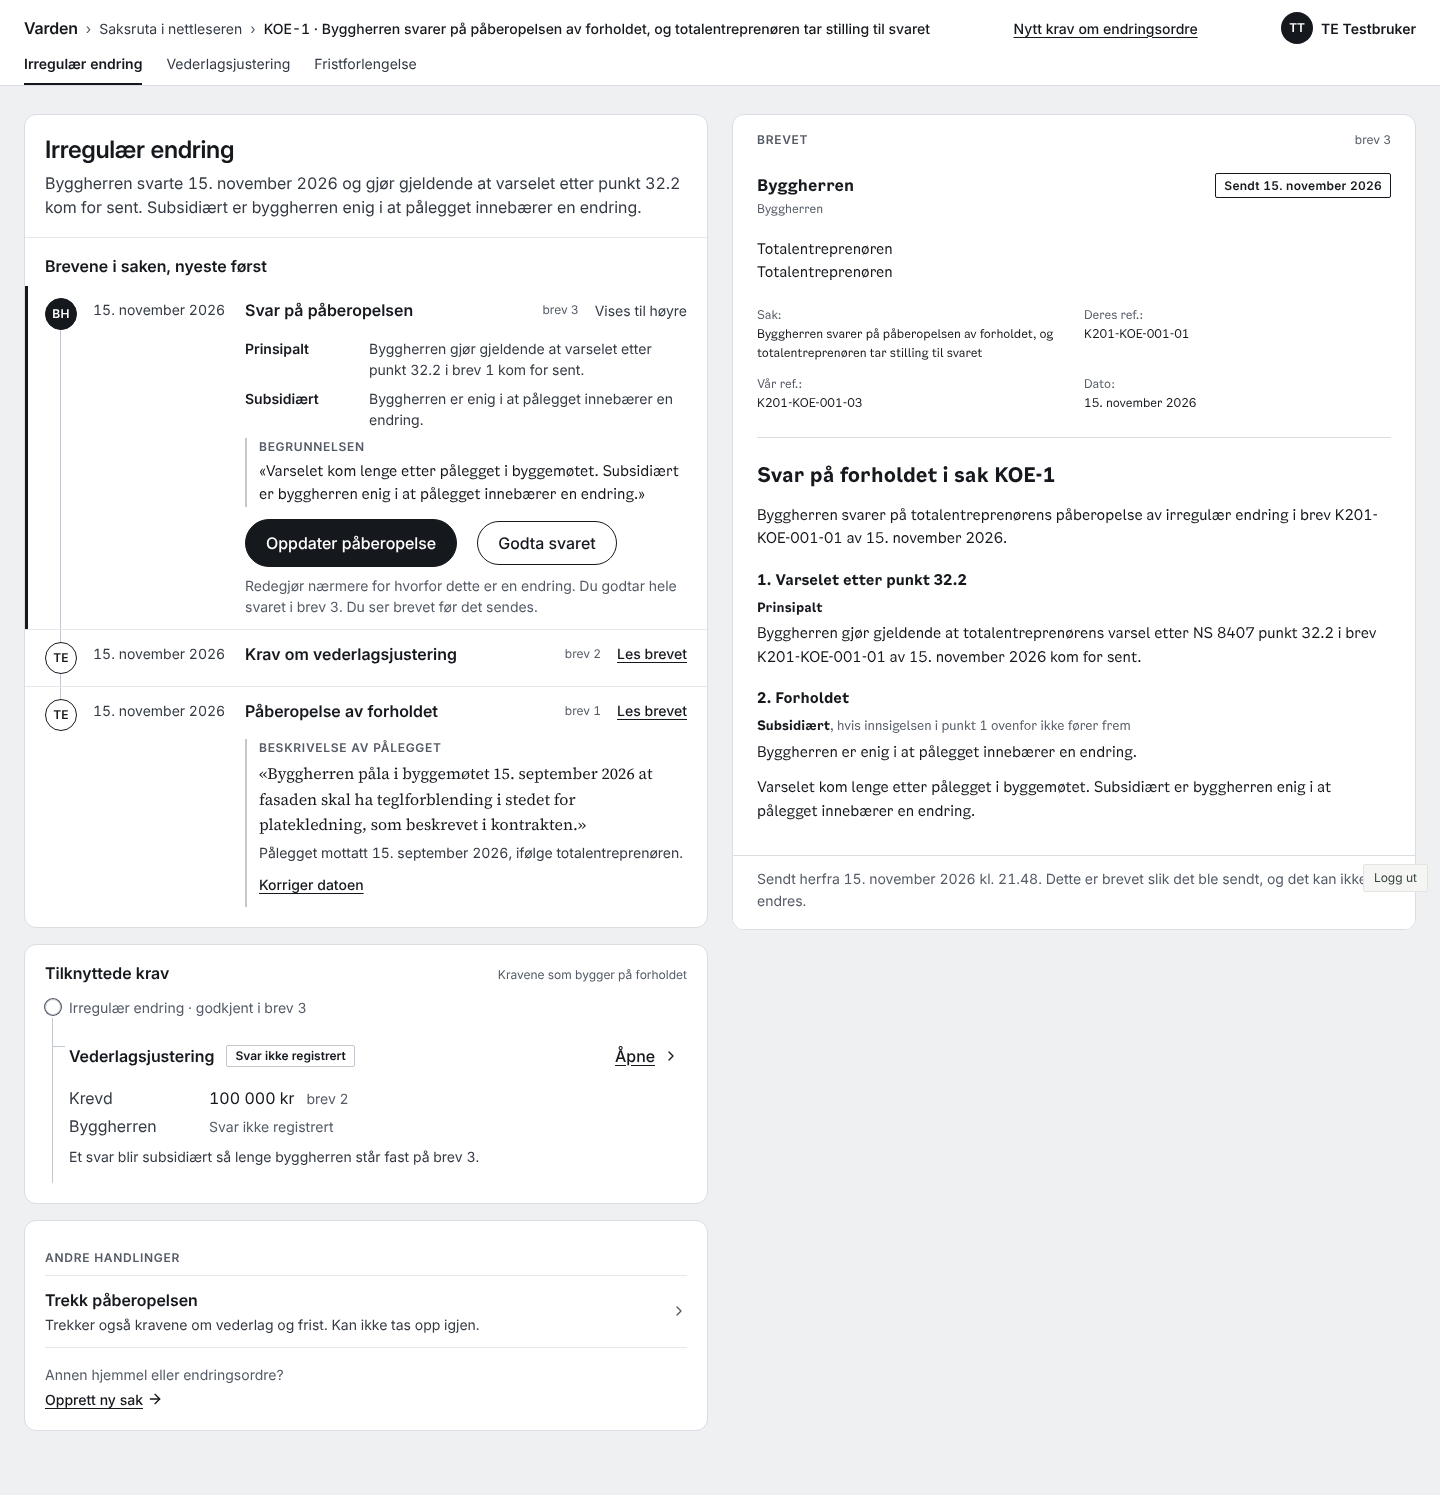 Varden › Saksruta i nettleseren › KOE-1 · Byggherren svarer på påberopelsen av forholdet, og totalentreprenøren tar stilling til svaret
Nytt krav om endringsordre
TT TE Testbruker
Irregulær endring Vederlagsjustering Fristforlengelse
Irregulær endring
Byggherren svarte 15. november 2026 og gjør gjeldende at varselet etter punkt 32.2
kom for sent. Subsidiært er byggherren enig i at pålegget innebærer en endring.
Brevene i saken, nyeste først
BH 15. november 2026 Svar på påberopelsen brev 3 Vises til høyre
Prinsipalt Byggherren gjør gjeldende at varselet etter
punkt 32.2 i brev 1 kom for sent.
Subsidiært Byggherren er enig i at pålegget innebærer en
endring.
BEGRUNNELSEN
«Varselet kom lenge etter pålegget i byggemøtet. Subsidiært
er byggherren enig i at pålegget innebærer en endring.»
Oppdater påberopelse Godta svaret
Redegjør nærmere for hvorfor dette er en endring. Du godtar hele
svaret i brev 3. Du ser brevet før det sendes.
TE 15. november 2026 Krav om vederlagsjustering brev 2 Les brevet
TE 15. november 2026 Påberopelse av forholdet brev 1 Les brevet
BESKRIVELSE AV PÅLEGGET
«Byggherren påla i byggemøtet 15. september 2026 at
fasaden skal ha teglforblending i stedet for
platekledning, som beskrevet i kontrakten.»
Pålegget mottatt 15. september 2026, ifølge totalentreprenøren.
Korriger datoen
Tilknyttede krav Kravene som bygger på forholdet
Irregulær endring · godkjent i brev 3
Vederlagsjustering Svar ikke registrert Åpne
Krevd 100 000 kr brev 2
Byggherren Svar ikke registrert
Et svar blir subsidiært så lenge byggherren står fast på brev 3.
ANDRE HANDLINGER
Trekk påberopelsen
Trekker også kravene om vederlag og frist. Kan ikke tas opp igjen.
Annen hjemmel eller endringsordre?
Opprett ny sak →
BREVET brev 3
Byggherren Sendt 15. november 2026
Byggherren
Totalentreprenøren
Totalentreprenøren
Sak: Deres ref.:
Byggherren svarer på påberopelsen av forholdet, og K201-KOE-001-01
totalentreprenøren tar stilling til svaret
Vår ref.: Dato:
K201-KOE-001-03 15. november 2026
Svar på forholdet i sak KOE-1
Byggherren svarer på totalentreprenørens påberopelse av irregulær endring i brev K201-
KOE-001-01 av 15. november 2026.
1. Varselet etter punkt 32.2
Prinsipalt
Byggherren gjør gjeldende at totalentreprenørens varsel etter NS 8407 punkt 32.2 i brev
K201-KOE-001-01 av 15. november 2026 kom for sent.
2. Forholdet
Subsidiært, hvis innsigelsen i punkt 1 ovenfor ikke fører frem
Byggherren er enig i at pålegget innebærer en endring.
Varselet kom lenge etter pålegget i byggemøtet. Subsidiært er byggherren enig i at
pålegget innebærer en endring.
Sendt herfra 15. november 2026 kl. 21.48. Dette er brevet slik det ble sendt, og det kan ikke
endres.
Logg ut